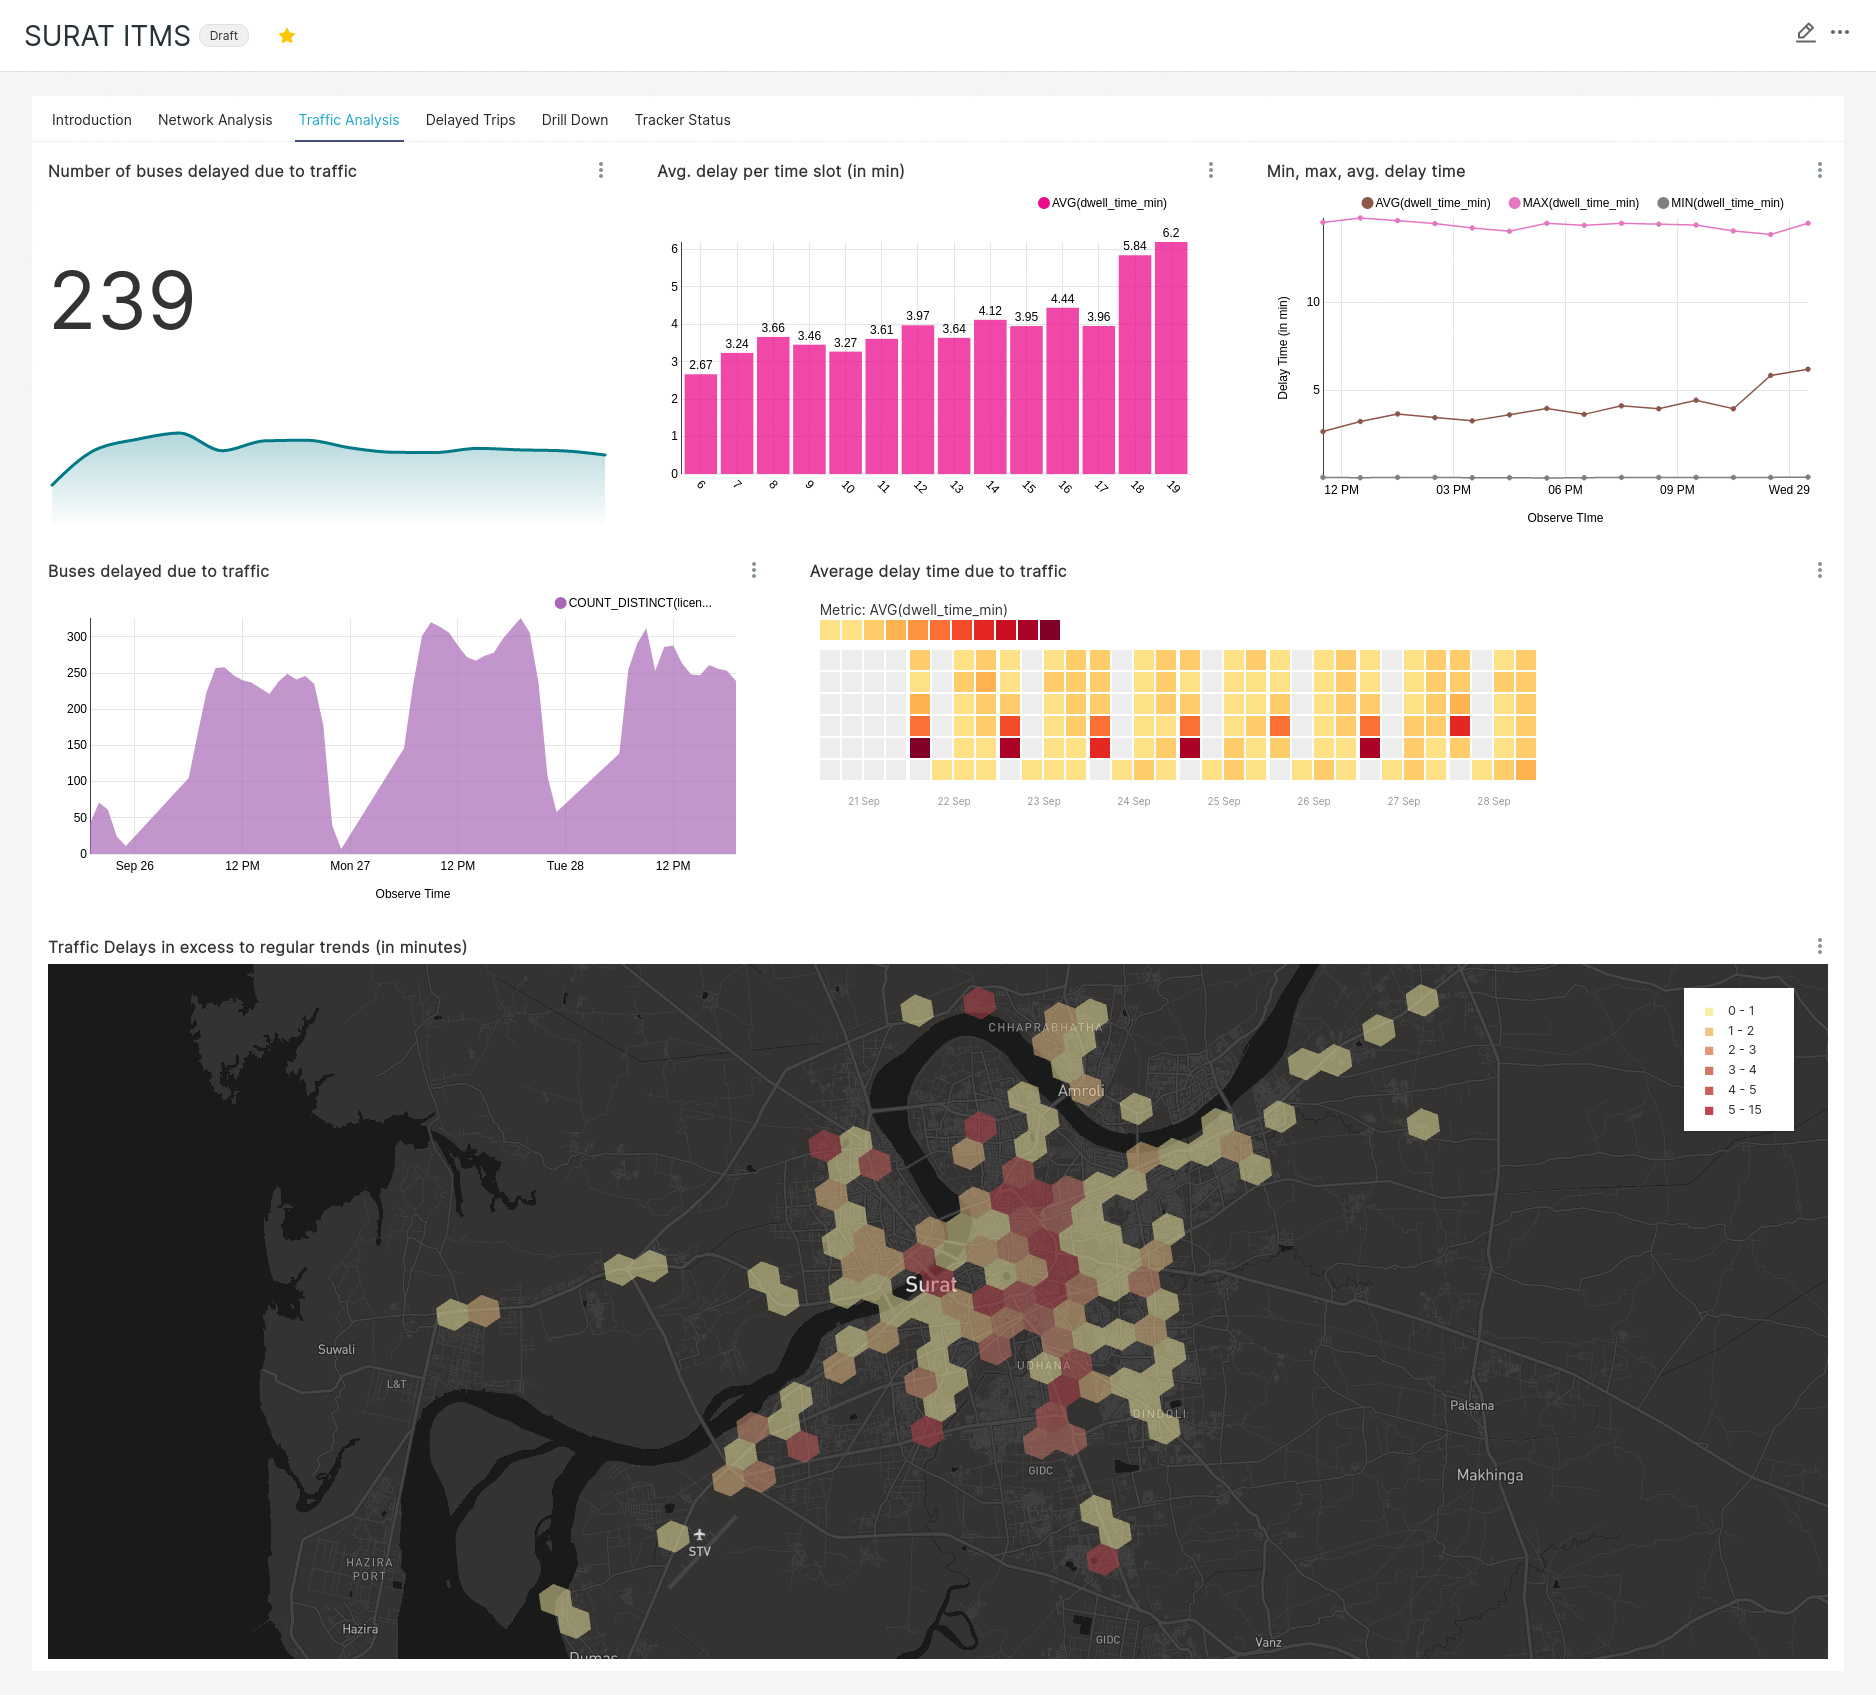 SURAT ITMS Draft
Introduction Network Analysis Traffic Analysis Delayed Trips Drill Down Tracker Status
Number of buses delayed due to traffic
239
Avg. delay per time slot (in min)
AVG(dwell_time_min)
6
5
4
3
2
1
0
2.67 3.24 3.66 3.46 3.27 3.61 3.97 3.64 4.12 3.95 4.44 3.96 5.84 6.2
6 7 8 9 10 11 12 13 14 15 16 17 18 19
Min, max, avg. delay time
AVG(dwell_time_min) MAX(dwell_time_min) MIN(dwell_time_min)
Delay Time (in min)
10
5
12 PM 03 PM 06 PM 09 PM Wed 29
Observe TIme
Buses delayed due to traffic
COUNT_DISTINCT(licen...
300
250
200
150
100
50
0
Sep 26 12 PM Mon 27 12 PM Tue 28 12 PM
Observe Time
Average delay time due to traffic
Metric: AVG(dwell_time_min)
21 Sep 22 Sep 23 Sep 24 Sep 25 Sep 26 Sep 27 Sep 28 Sep
Traffic Delays in excess to regular trends (in minutes)
0 - 1
1 - 2
2 - 3
3 - 4
4 - 5
5 - 15
CHHAPRABHATHA
Amroli
Surat
Suwali
UDHANA
L&T
DINDOLI
Palsana
GIDC
Makhinga
STV
HAZIRA
PORT
Hazira
GIDC
Vanz
Dumas